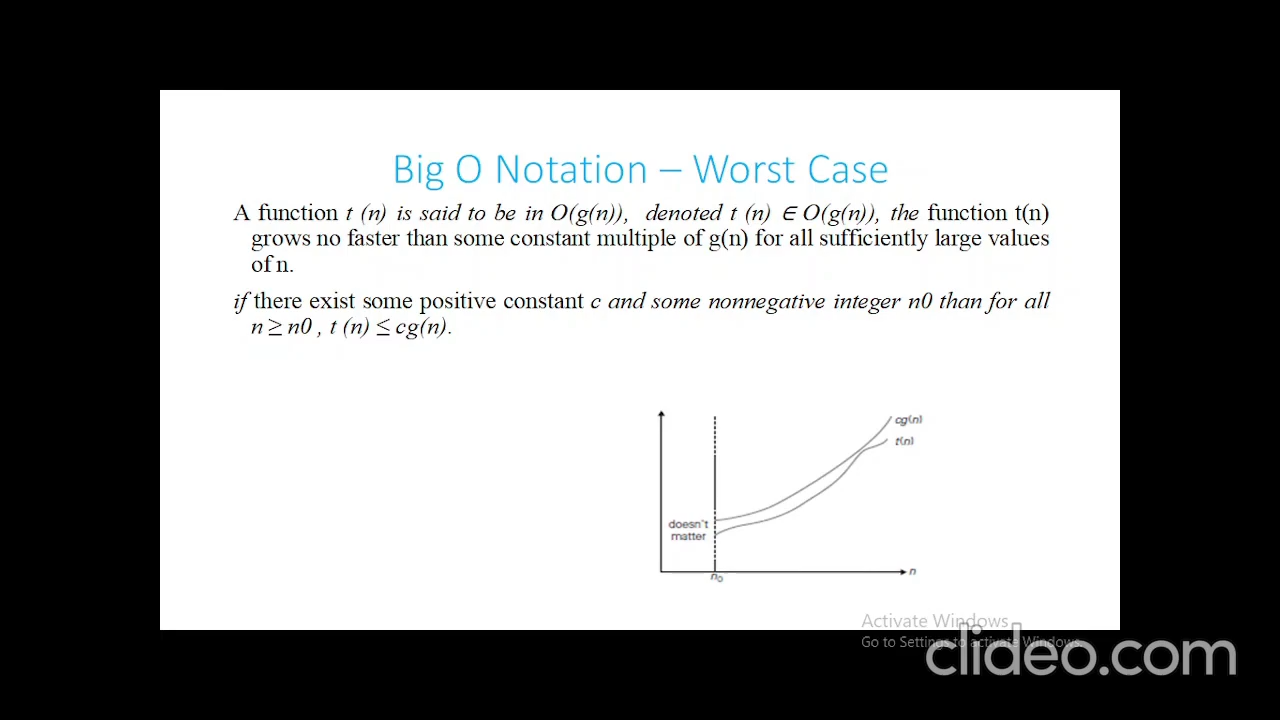 Big O Notation – Worst Case
A function t (n) is said to be in O(g(n)), denoted t (n) ∈ O(g(n)), the function t(n)
grows no faster than some constant multiple of g(n) for all sufficiently large values
of n.
if there exist some positive constant c and some nonnegative integer n0 than for all
n ≥ n0 , t (n) ≤ cg(n).
cg(n)
t(n)
doesn't
matter
n
n0
Activate Windows
Go to Settings to activate Windows.
clideo.com